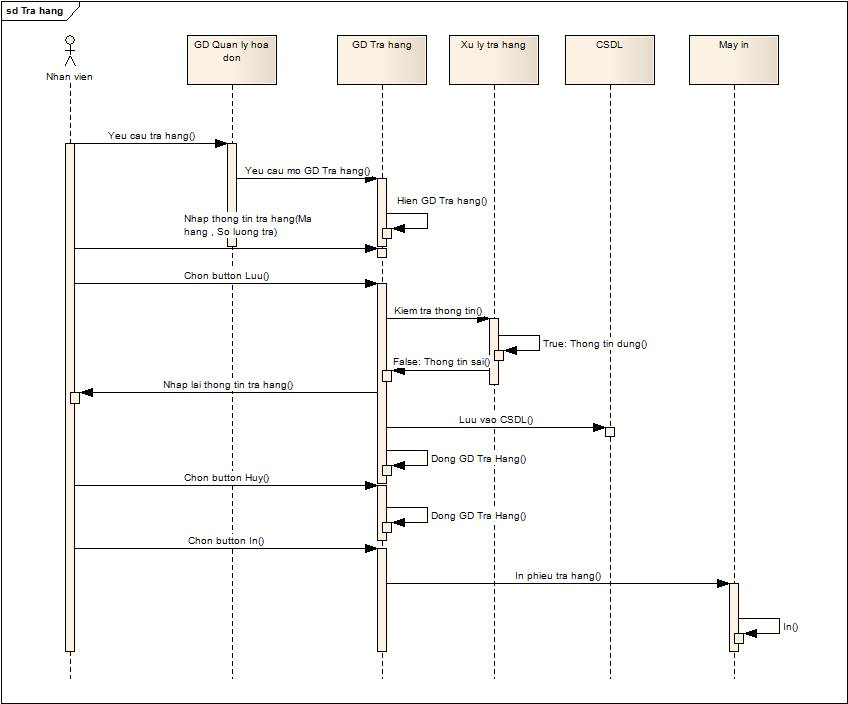 sd Tra hang
Nhan vien
GD Quan ly hoa
don
GD Tra hang
Xu ly tra hang
CSDL
May in
Yeu cau tra hang()
Yeu cau mo GD Tra hang()
Hien GD Tra hang()
Nhap thong tin tra hang(Ma
hang , So luong tra)
Chon button Luu()
Kiem tra thong tin()
True: Thong tin dung()
False: Thong tin sai()
Nhap lai thong tin tra hang()
Luu vao CSDL()
Dong GD Tra Hang()
Chon button Huy()
Dong GD Tra Hang()
Chon button In()
In phieu tra hang()
In()